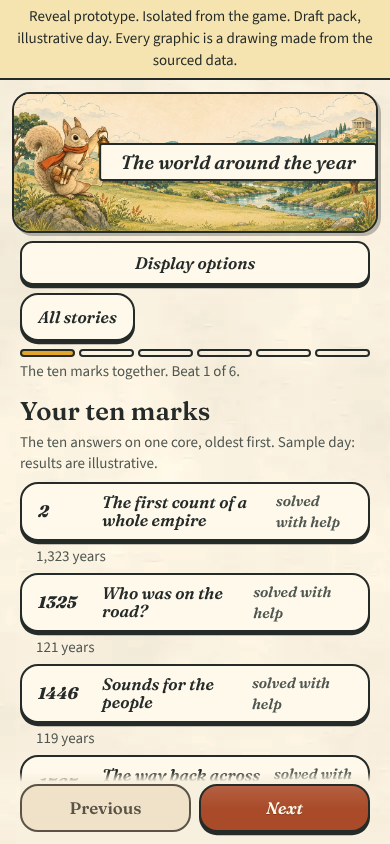 Reveal prototype. Isolated from the game. Draft pack,
illustrative day. Every graphic is a drawing made from the
sourced data.
The world around the year
Display options
All stories
The ten marks together. Beat 1 of 6.
Your ten marks
The ten answers on one core, oldest first. Sample day:
results are illustrative.
2
The first count of a
whole empire
solved
with help
1,323 years
1325
Who was on the
road?
solved with
help
121 years
1446
Sounds for the
people
solved with
help
119 years
The way back across
solved with
Previous
Next